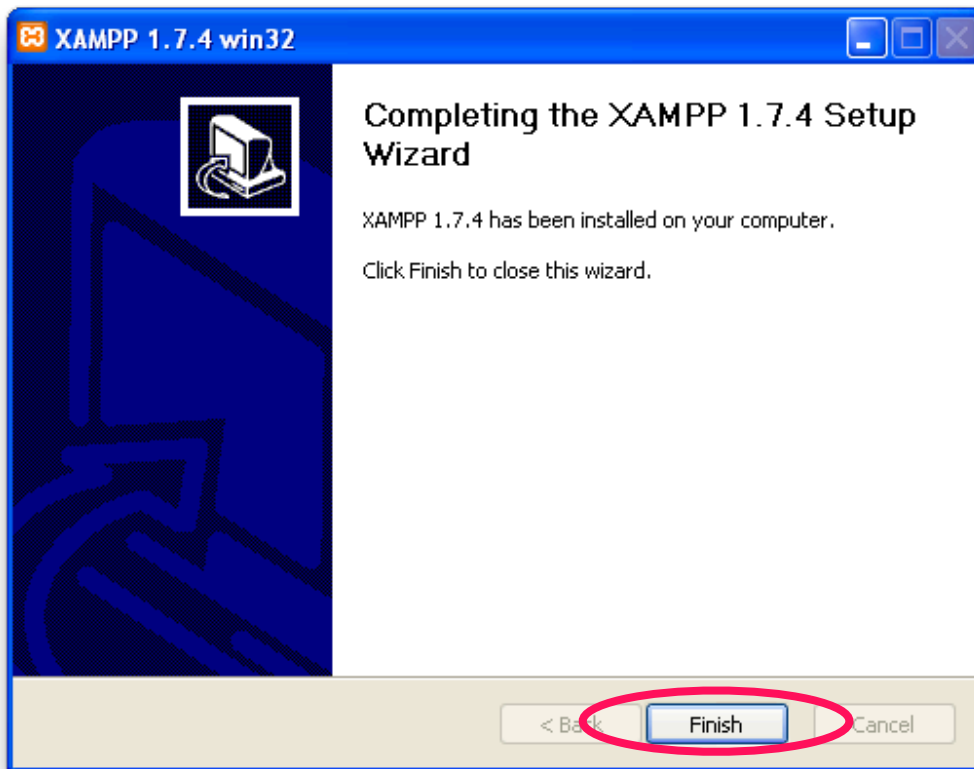 XAMPP 1.7.4 win32
Completing the XAMPP 1.7.4 Setup
Wizard
XAMPP 1.7.4 has been installed on your computer.
Click Finish to close this wizard.
< Back Finish Cancel